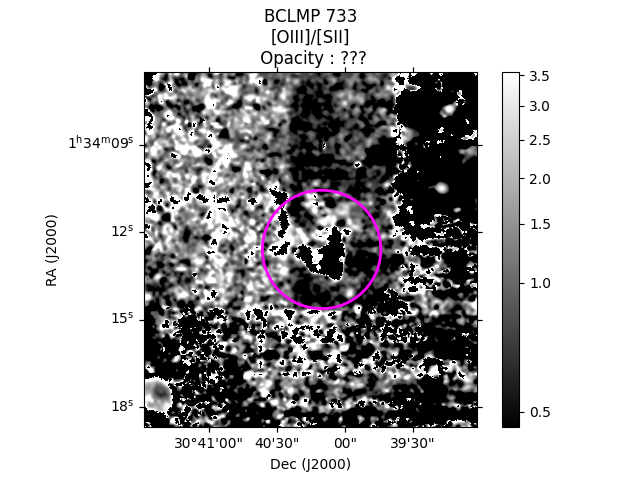 BCLMP 733
[OIII]/[SII]
Opacity : ???
1h34m09s
12s
15s
18s
RA (J2000)
30°41'00" 40'30" 00" 39'30"
Dec (J2000)
3.5
3.0
2.5
2.0
1.5
1.0
0.5